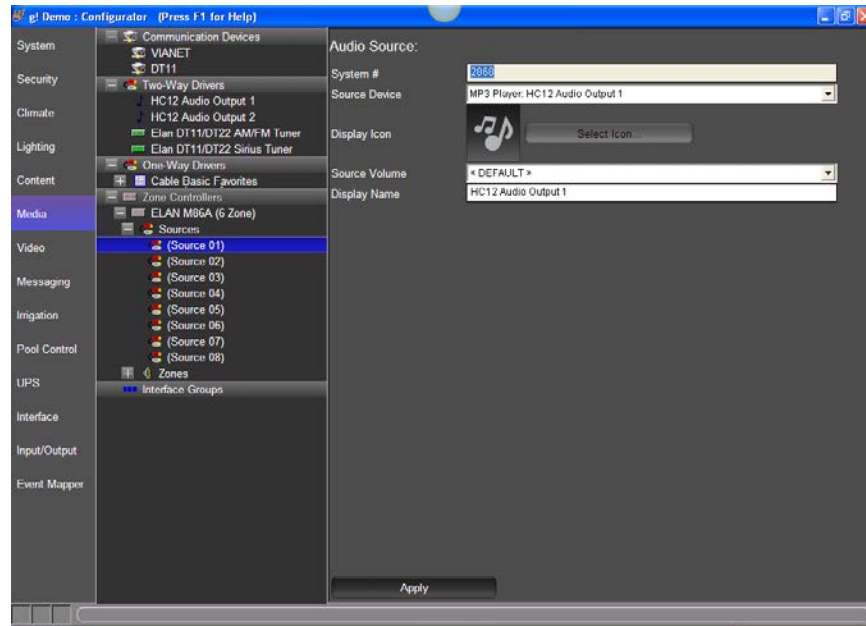 g! Demo : Configurator (Press F1 for Help)
System
Security
Climate
Lighting
Content
Media
Video
Messaging
Irrigation
Pool Control
UPS
Interface
Input/Output
Event Mapper
Communication Devices
VIANET
DT11
Two-Way Drivers
HC12 Audio Output 1
HC12 Audio Output 2
Elan DT11/DT22 AM/FM Tuner
Elan DT11/DT22 Sirius Tuner
One-Way Drivers
Cable Basic Favorites
Zone Controllers
ELAN M86A (6 Zone)
Sources
(Source 01)
(Source 02)
(Source 03)
(Source 04)
(Source 05)
(Source 06)
(Source 07)
(Source 08)
Zones
Interface Groups
Audio Source:
System # 2060
Source Device MP3 Player: HC12 Audio Output 1
Display Icon Select Icon...
Source Volume < DEFAULT >
Display Name HC12 Audio Output 1
Apply